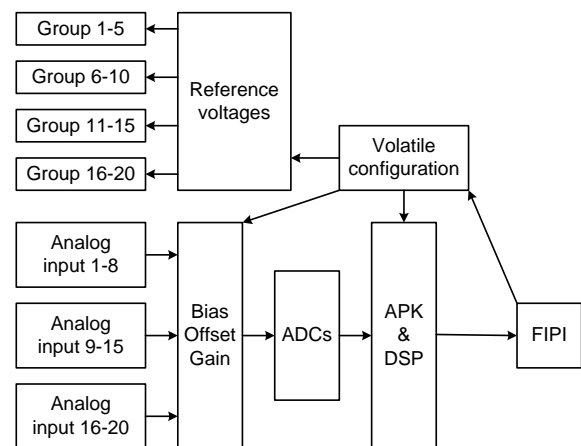 Group 1-5
Group 6-10
Group 11-15
Group 16-20
Reference
voltages
Volatile
configuration
Analog
input 1-8
Analog
input 9-15
Analog
input 16-20
Bias
Offset
Gain
ADCs
APK
&
DSP
FIPI